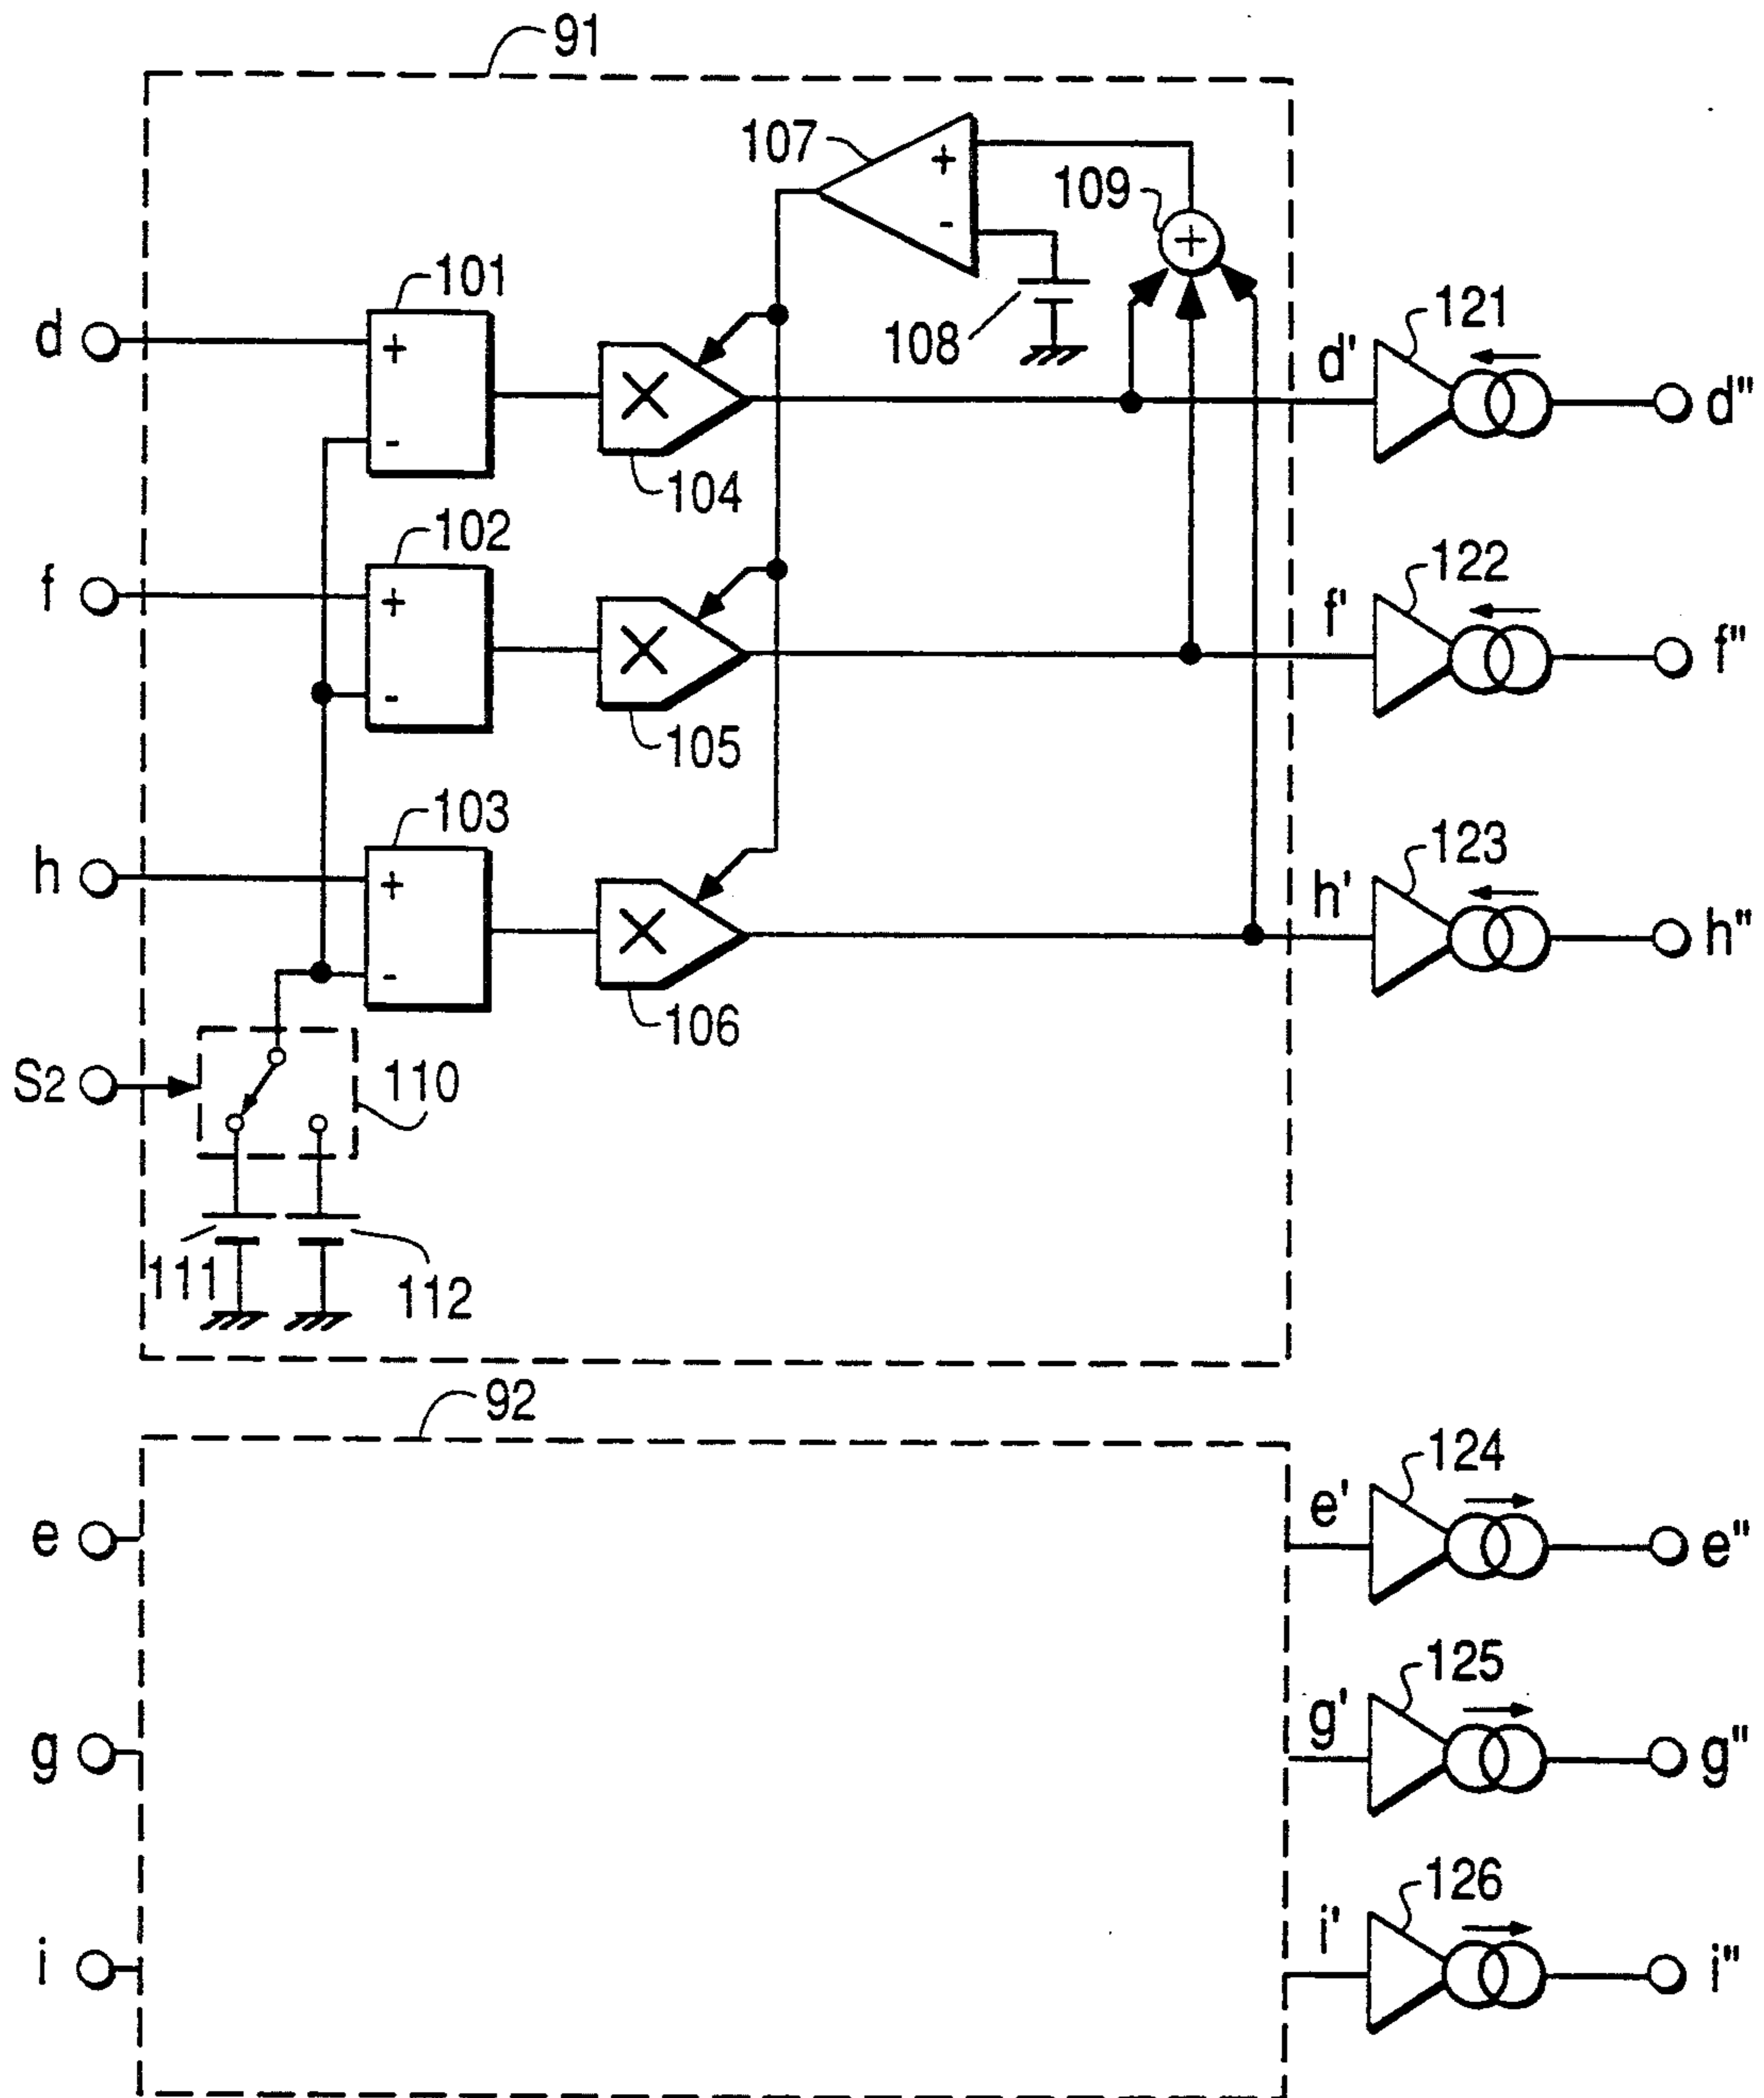 91
107
+
-
109
+
108
101
d
+
-
104
d'
121
d"
102
f
+
-
105
f'
122
f"
103
h
+
-
106
h'
123
h"
S2
110
111
112
92
e
e'
124
e"
g
g'
125
g"
i
i'
126
i"